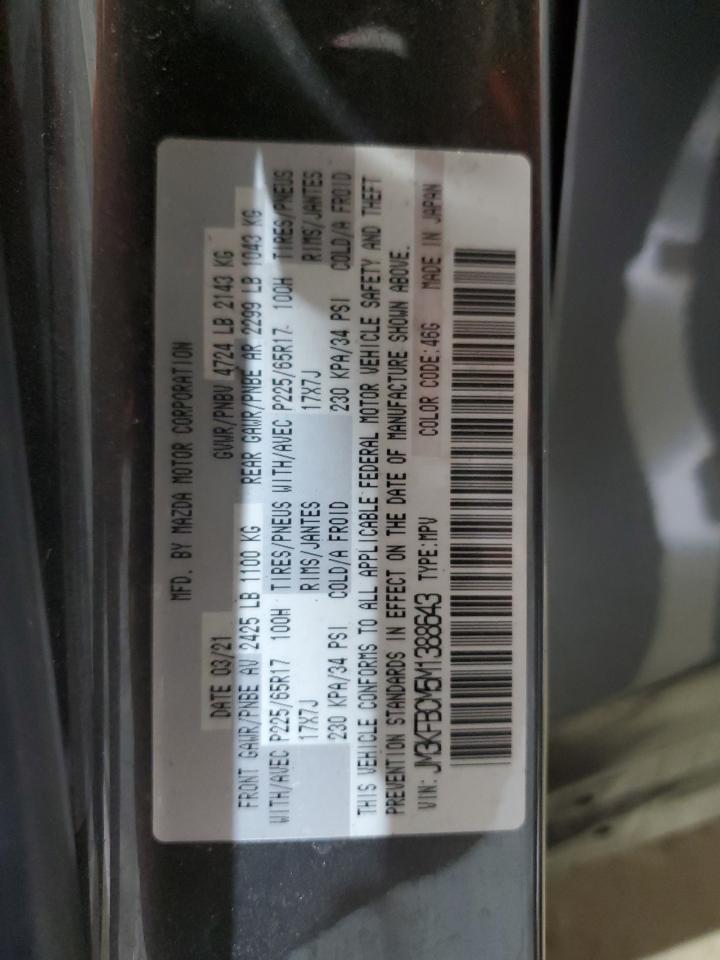 MFD. BY MAZDA MOTOR CORPORATION
DATE 03/21 GVWR/PNBV 4724 LB 2143 KG
FRONT GAWR/PNBE AV 2425 LB 1100 KG REAR GAWR/PNBE AR 2299 LB 1043 KG
WITH/AVEC P225/65R17 100H TIRES/PNEUS WITH/AVEC P225/65R17 100H TIRES/PNEUS
17X7J RIMS/JANTES 17X7J RIMS/JANTES
230 KPA/34 PSI COLD/A FROID 230 KPA/34 PSI COLD/A FROID
THIS VEHICLE CONFORMS TO ALL APPLICABLE FEDERAL MOTOR VEHICLE SAFETY AND THEFT
PREVENTION STANDARDS IN EFFECT ON THE DATE OF MANUFACTURE SHOWN ABOVE.
VIN: JM3KFBCM5M1388643 TYPE:MPV COLOR CODE:46G MADE IN JAPAN